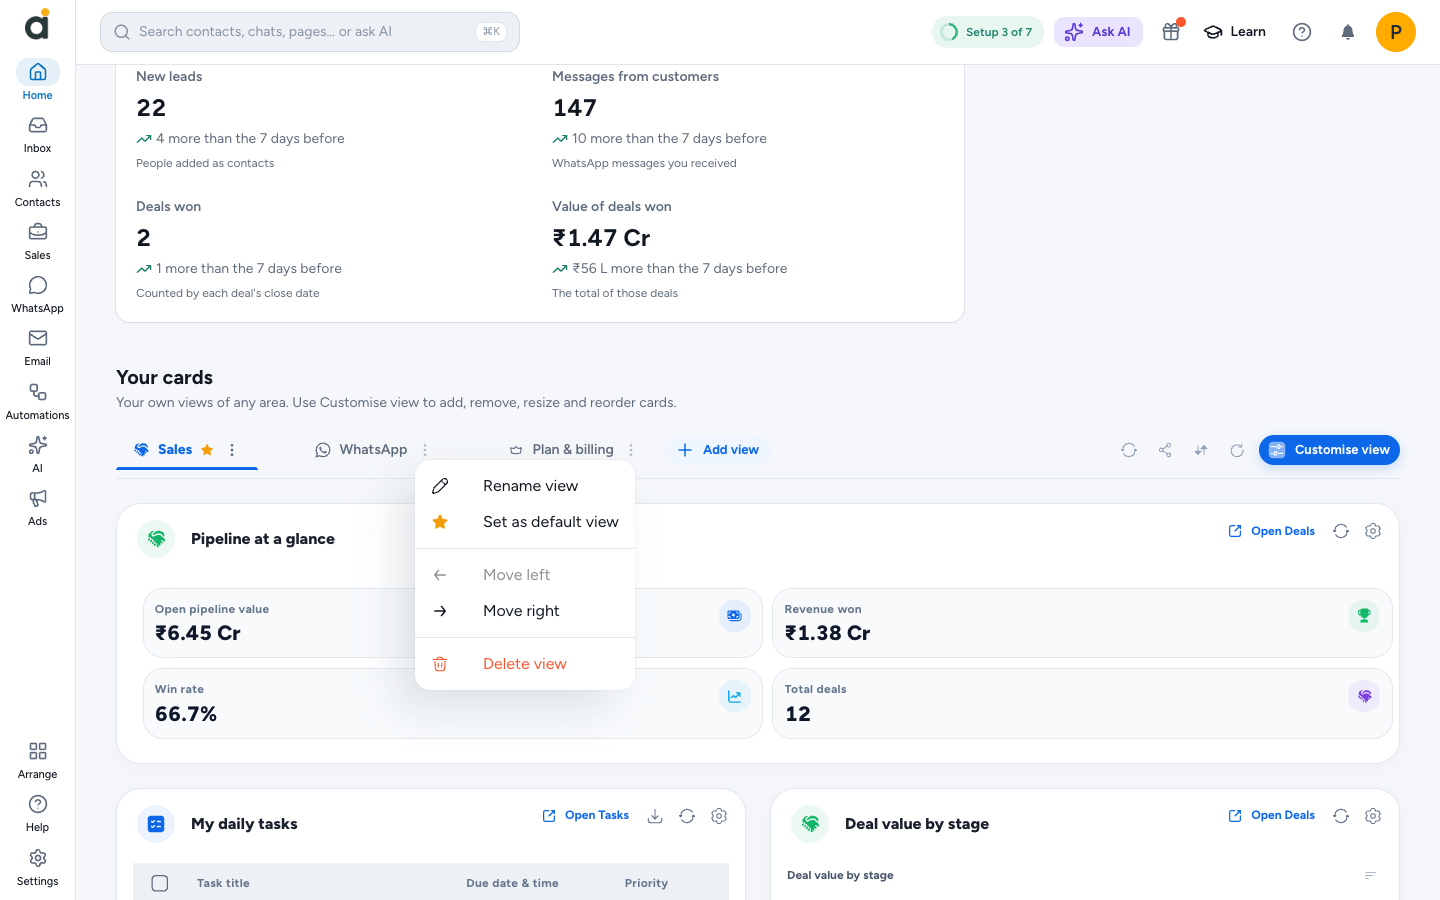 Search contacts, chats, pages... or ask AI
⌘K
Setup 3 of 7
Ask AI
Learn
P
Home
Inbox
Contacts
Sales
WhatsApp
Email
Automations
AI
Ads
Arrange
Help
Settings
New leads
22
4 more than the 7 days before
People added as contacts
Messages from customers
147
10 more than the 7 days before
WhatsApp messages you received
Deals won
2
1 more than the 7 days before
Counted by each deal's close date
Value of deals won
₹1.47 Cr
₹56 L more than the 7 days before
The total of those deals
Your cards
Your own views of any area. Use Customise view to add, remove, resize and reorder cards.
Sales
WhatsApp
Plan & billing
Add view
Customise view
Rename view
Set as default view
Move left
Move right
Delete view
Pipeline at a glance
Open Deals
Open pipeline value
₹6.45 Cr
Revenue won
₹1.38 Cr
Win rate
66.7%
Total deals
12
My daily tasks
Open Tasks
Task title
Due date & time
Priority
Deal value by stage
Open Deals
Deal value by stage